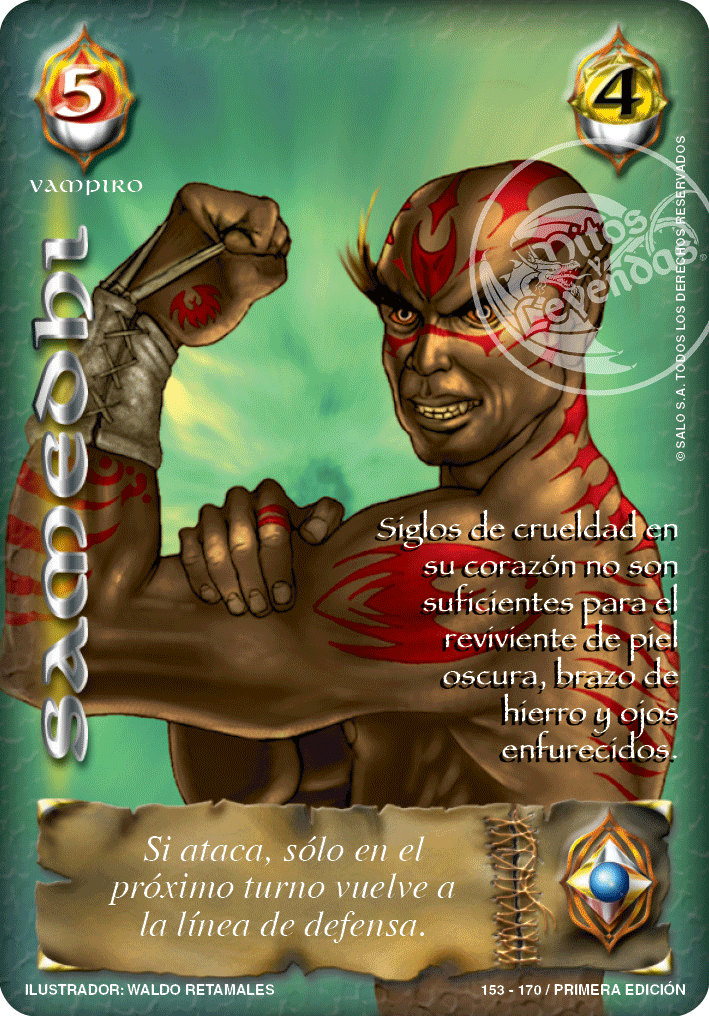 5
4
VAMPIRO
SAMEDHI
Mitos
y
Leyendas
© SALO S.A. TODOS LOS DERECHOS RESERVADOS
Siglos de crueldad en
su corazón no son
suficientes para el
reviviente de piel
oscura, brazo de
hierro y ojos
enfurecidos.
Si ataca, sólo en el
próximo turno vuelve a
la línea de defensa.
ILUSTRADOR: WALDO RETAMALES
153 - 170 / PRIMERA EDICIÓN